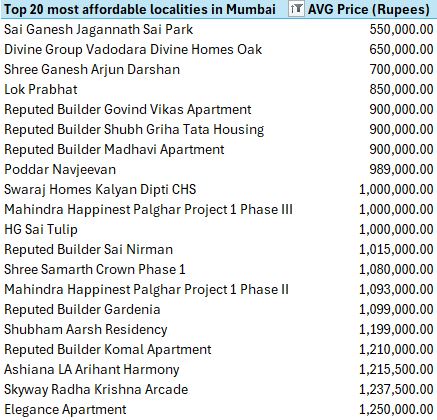 Top 20 most affordable localities in Mumbai AVG Price (Rupees)
Sai Ganesh Jagannath Sai Park 550,000.00
Divine Group Vadodara Divine Homes Oak 650,000.00
Shree Ganesh Arjun Darshan 700,000.00
Lok Prabhat 850,000.00
Reputed Builder Govind Vikas Apartment 900,000.00
Reputed Builder Shubh Griha Tata Housing 900,000.00
Reputed Builder Madhavi Apartment 900,000.00
Poddar Navjeevan 989,000.00
Swaraj Homes Kalyan Dipti CHS 1,000,000.00
Mahindra Happinest Palghar Project 1 Phase III 1,000,000.00
HG Sai Tulip 1,000,000.00
Reputed Builder Sai Nirman 1,015,000.00
Shree Samarth Crown Phase 1 1,080,000.00
Mahindra Happinest Palghar Project 1 Phase II 1,093,000.00
Reputed Builder Gardenia 1,099,000.00
Shubham Aarsh Residency 1,199,000.00
Reputed Builder Komal Apartment 1,210,000.00
Ashiana LA Arihant Harmony 1,215,500.00
Skyway Radha Krishna Arcade 1,237,500.00
Elegance Apartment 1,250,000.00